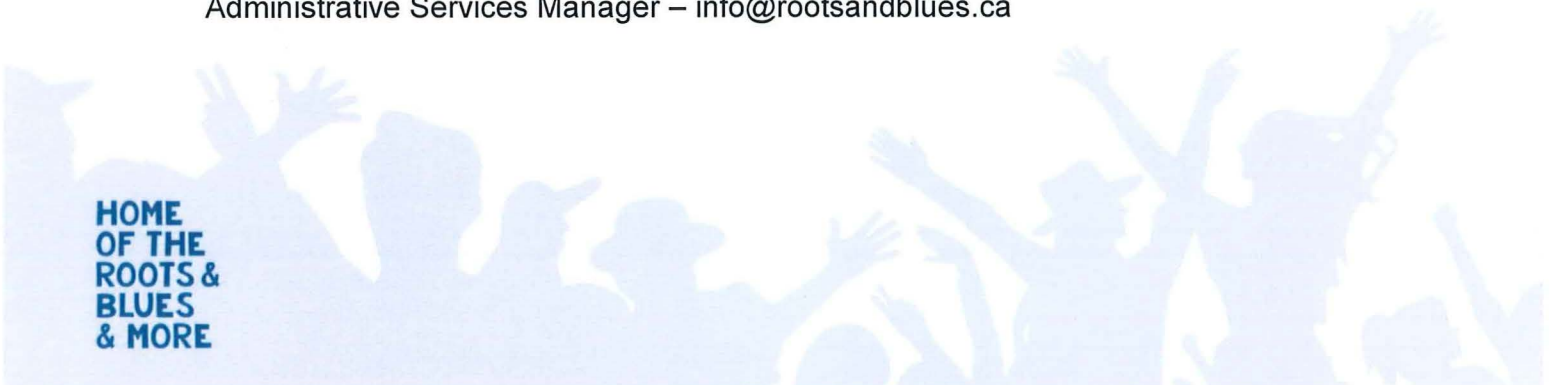 Administrative Services Manager – info@rootsandblues.ca
HOME
OF THE
ROOTS &
BLUES
& MORE